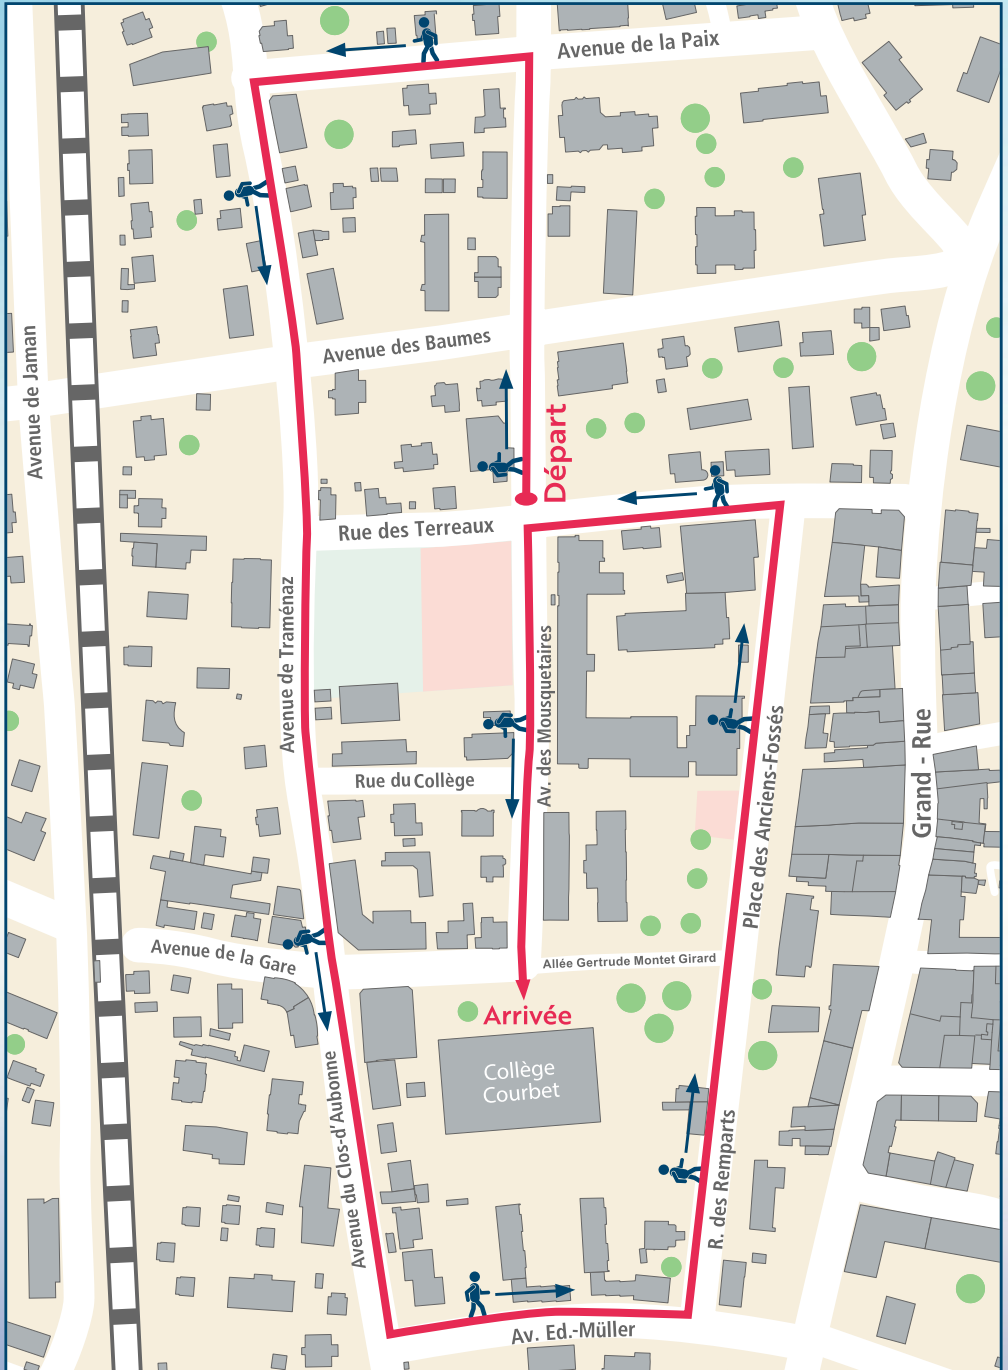 Avenue de la Paix
Avenue des Baumes
Avenue de Jaman
Départ
Rue des Terreaux
Avenue de Traménaz
Av. des Mousquetaires
Place des Anciens-Fossés
Grand - Rue
Rue du Collège
Avenue de la Gare
Allée Gertrude Montet Girard
Arrivée
Collège
Courbet
Avenue du Clos-d'Aubonne
R. des Remparts
Av. Ed.-Müller